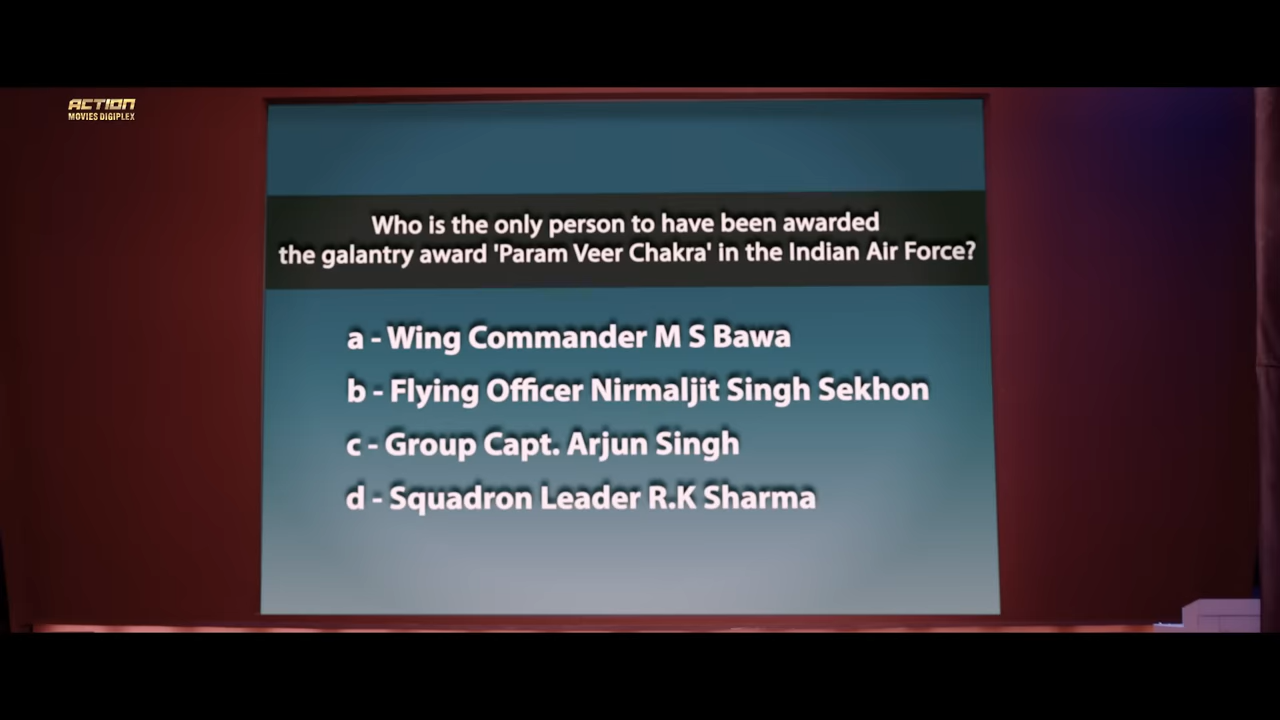 ACTION
MOVIES DIGIPLEX
Who is the only person to have been awarded
the galantry award 'Param Veer Chakra' in the Indian Air Force?
a - Wing Commander M S Bawa
b - Flying Officer Nirmaljit Singh Sekhon
c - Group Capt. Arjun Singh
d - Squadron Leader R.K Sharma